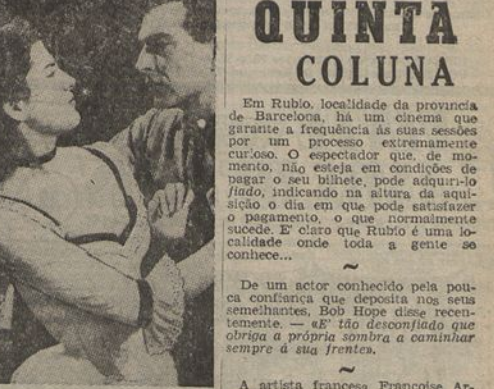 QUINTA
COLUNA
Em Rubio, localidade da provincia
de Barcelona, há um cinema que
garante a frequência ás suas sessões
por um processo extremamente
curioso. O espectador que, de mo-
mento, não esteja em condições de
pagar o seu bilhete, pode adquiri-lo
fiado, indicando na altura da aqui-
sição o dia em que pode satisfazer
o pagamento, o que normalmente
sucede. E' claro que Rubio é uma lo-
calidade onde toda a gente se
conhece...
~
De um actor conhecido pela pou-
ca confiança que deposita nos seus
semelhantes, Bob Hope disse recen-
temente. — «E' tão desconfiado que
obriga a própria sombra a caminhar
sempre á sua frente».
~
A artista francesa Françoise Ar-